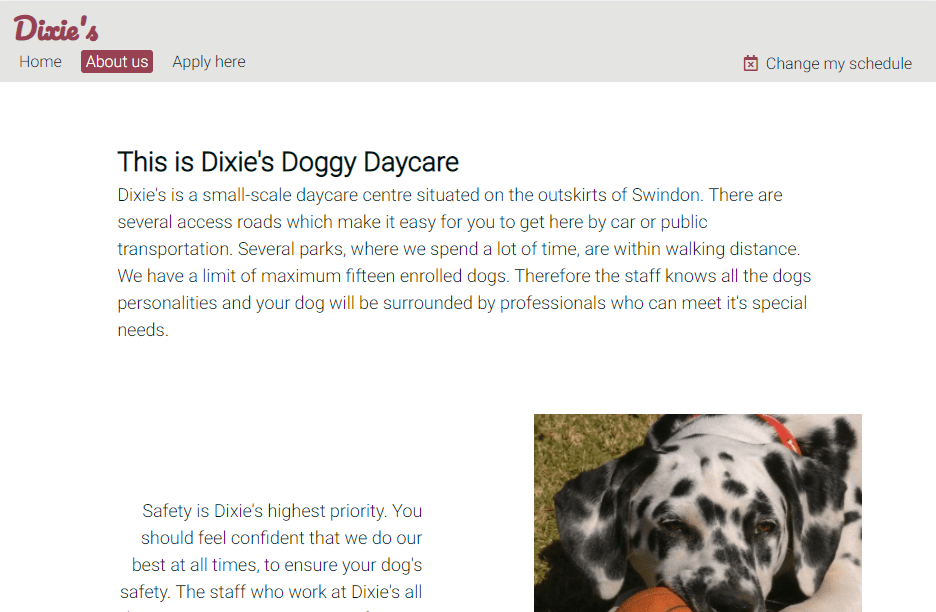 Dixie's
Home About us Apply here
Change my schedule
This is Dixie's Doggy Daycare
Dixie's is a small-scale daycare centre situated on the outskirts of Swindon. There are
several access roads which make it easy for you to get here by car or public
transportation. Several parks, where we spend a lot of time, are within walking distance.
We have a limit of maximum fifteen enrolled dogs. Therefore the staff knows all the dogs
personalities and your dog will be surrounded by professionals who can meet it's special
needs.
Safety is Dixie's highest priority. You
should feel confident that we do our
best at all times, to ensure your dog's
safety. The staff who work at Dixie's all